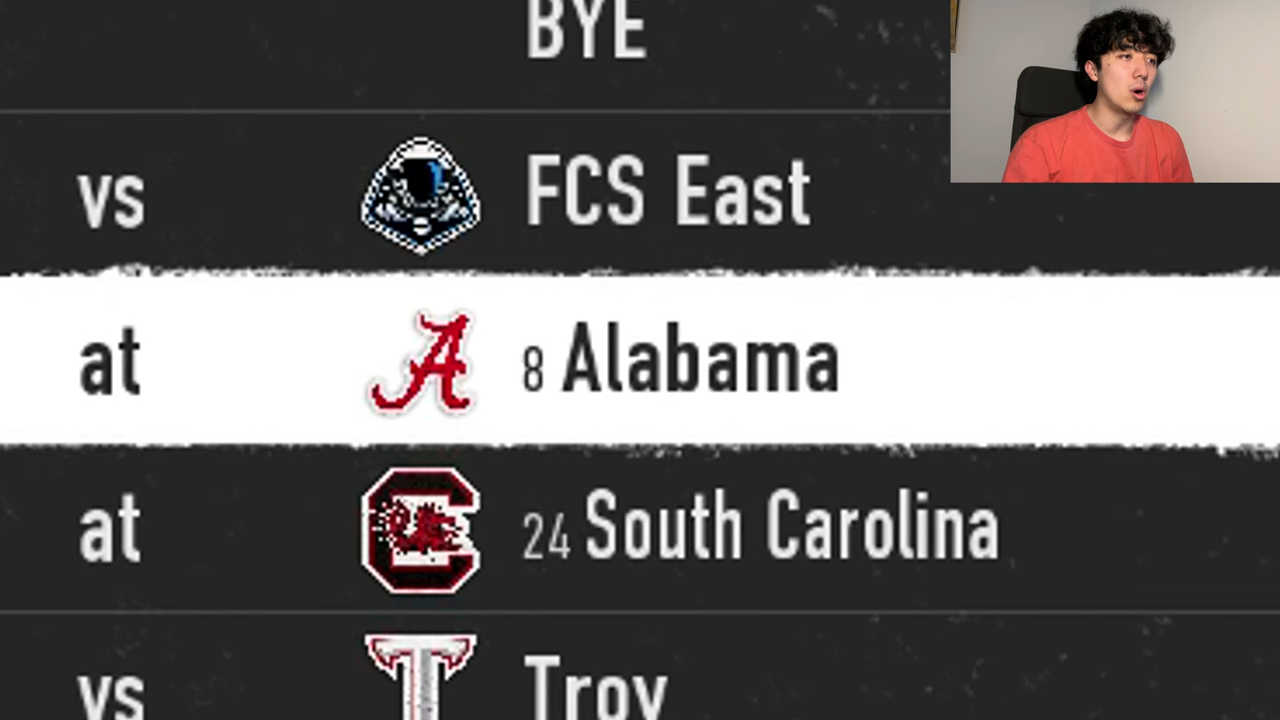 BYE
vs FCS East
at 8 Alabama
at 24 South Carolina
vs Troy